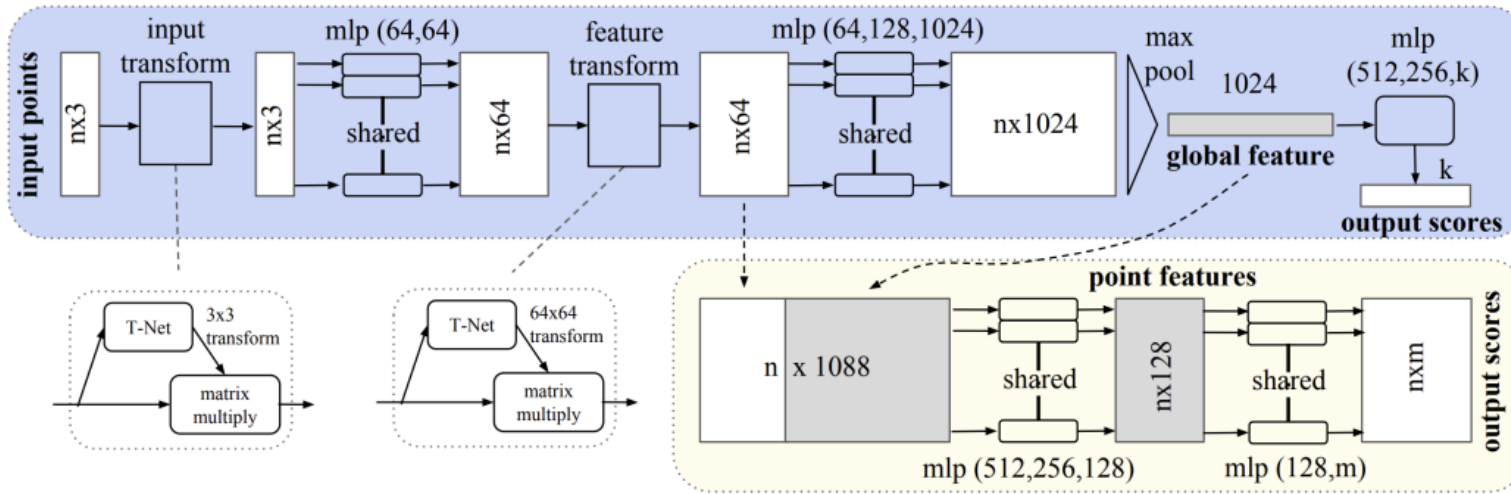 input points
nx3
input
transform
nx3
mlp (64,64)
shared
nx64
feature
transform
nx64
mlp (64,128,1024)
shared
nx1024
max
pool
1024
global feature
mlp
(512,256,k)
k
output scores
T-Net
3x3
transform
matrix
multiply
T-Net
64x64
transform
matrix
multiply
point features
n x 1088
shared
mlp (512,256,128)
nx128
shared
mlp (128,m)
nxm
output scores